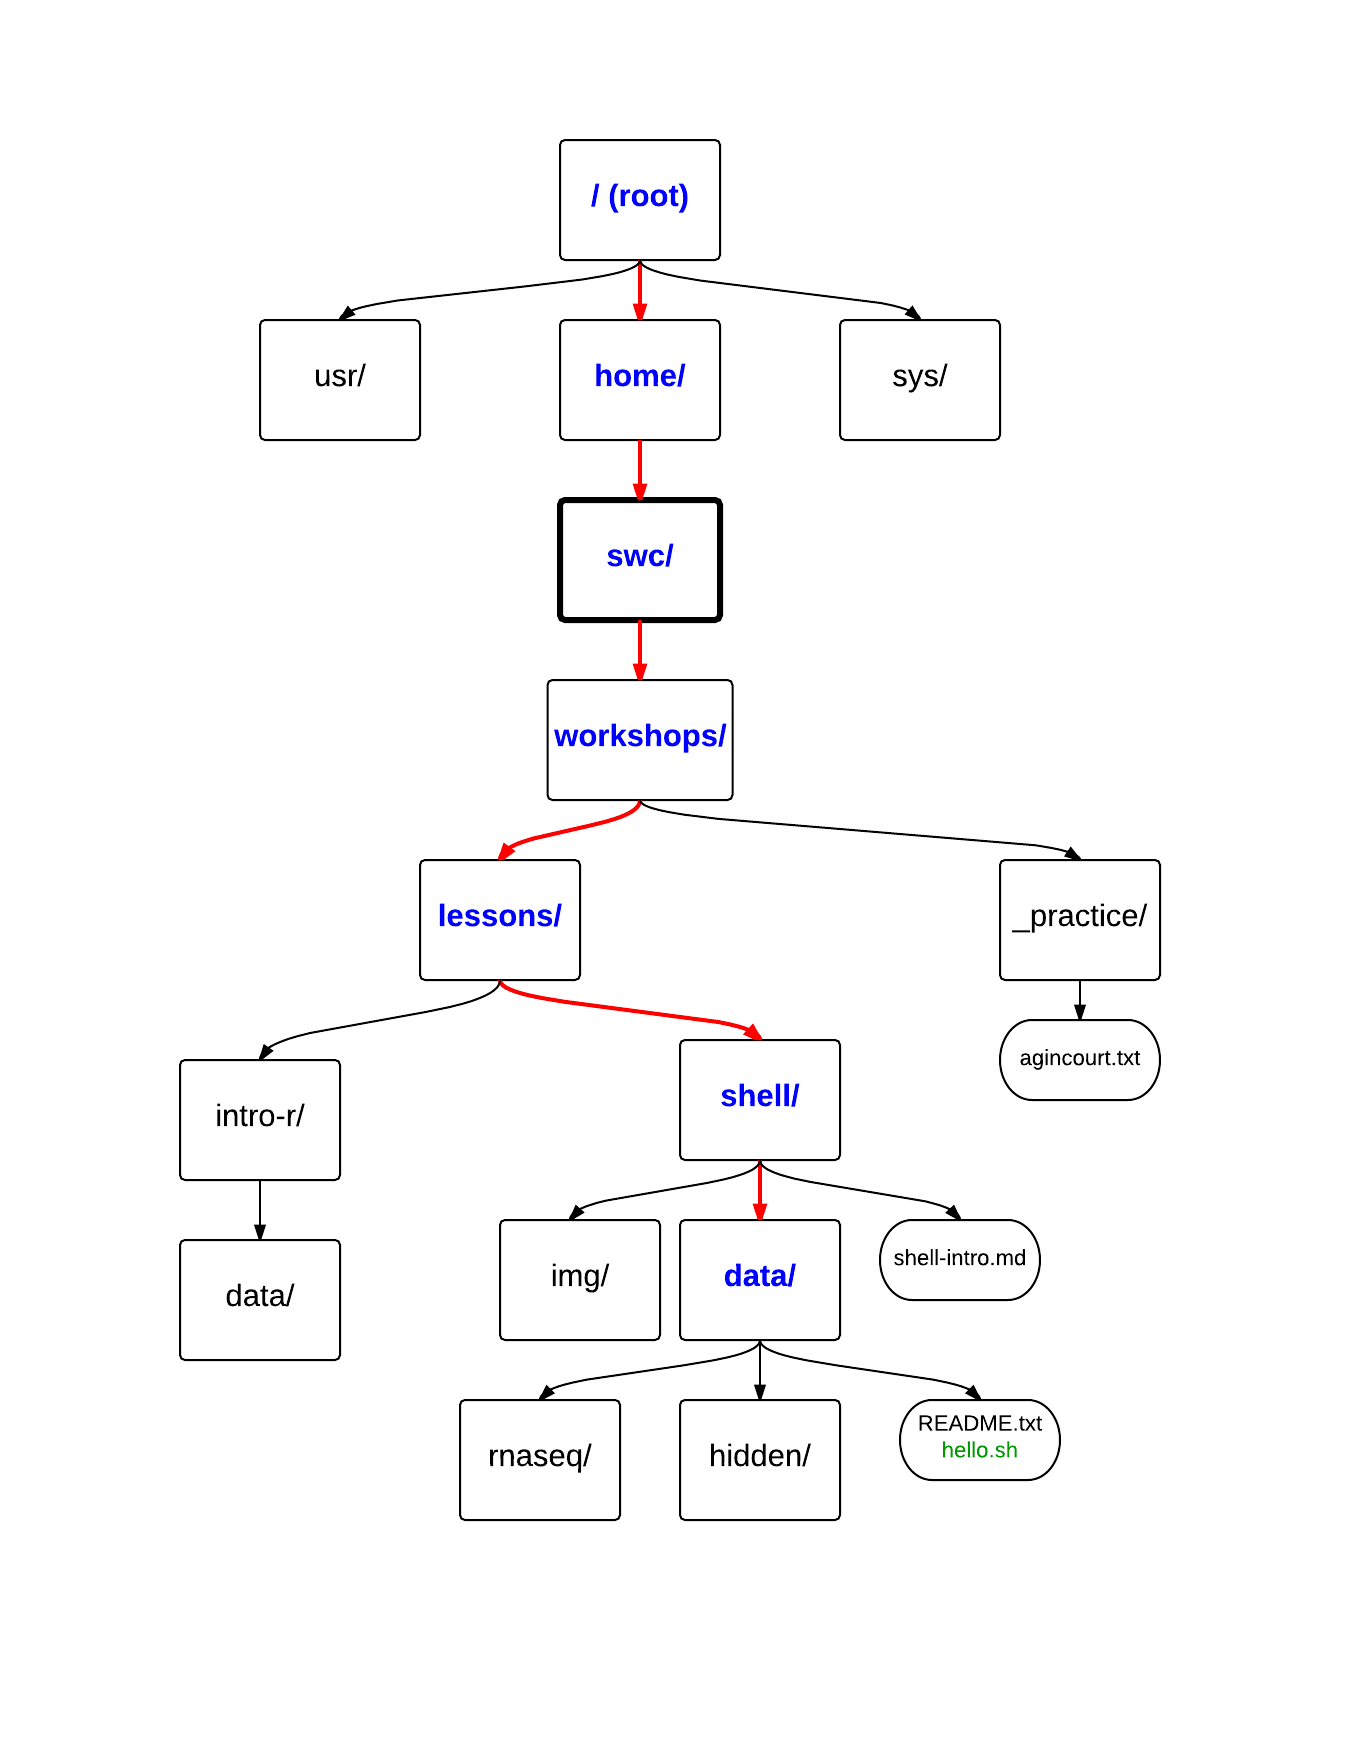 / (root)
usr/
home/
sys/
swc/
workshops/
lessons/
_practice/
agincourt.txt
intro-r/
shell/
data/
img/
data/
shell-intro.md
rnaseq/
hidden/
README.txt
hello.sh